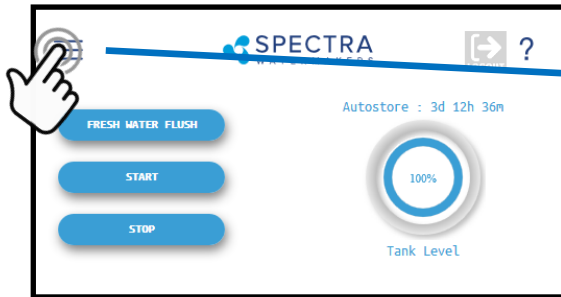 SPECTRA
?
Autostore : 3d 12h 36m
FRESH WATER FLUSH
START
100%
STOP
Tank Level